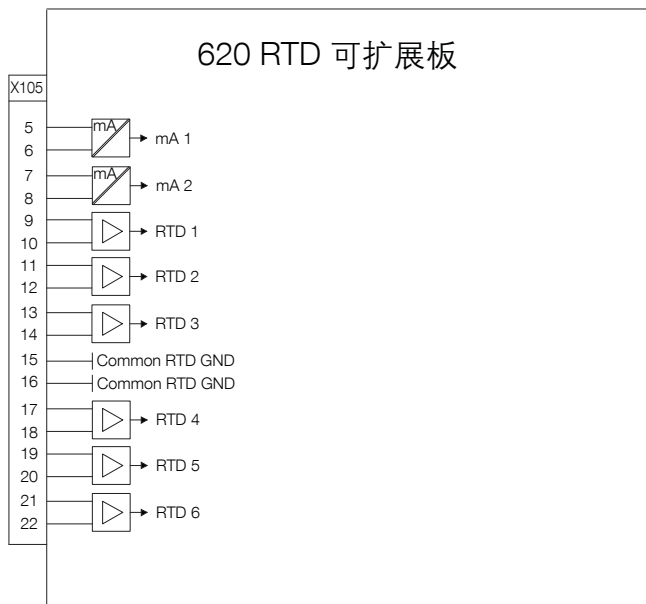 620 RTD 可扩展板
X105
5
mA
6
mA 1
7
mA
8
mA 2
9
10
RTD 1
11
12
RTD 2
13
14
RTD 3
15
Common RTD GND
16
Common RTD GND
17
18
RTD 4
19
20
RTD 5
21
22
RTD 6